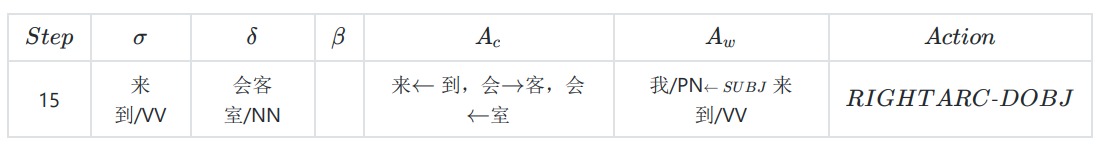 Step σ δ β A_c A_w Action
15 来到/VV 会客室/NN 来← 到，会→客，会←室 我/PN← SUBJ 来到/VV RIGHTARC-DOBJ